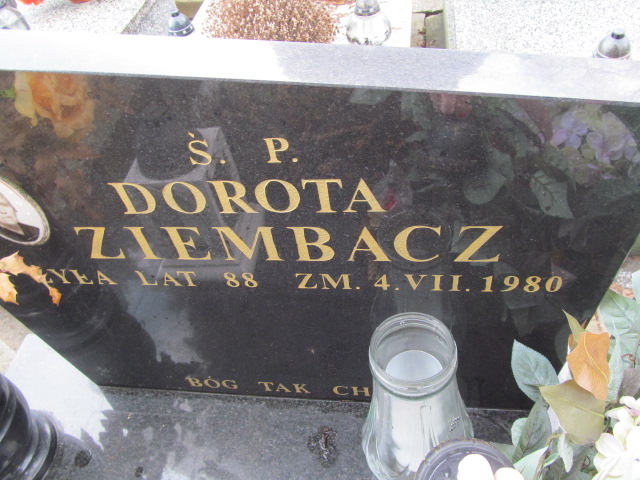 Ś. P.
DOROTA
ZIEMBACZ
ŻYŁA LAT 88 ZM. 4.VII.1980
BÓG TAK